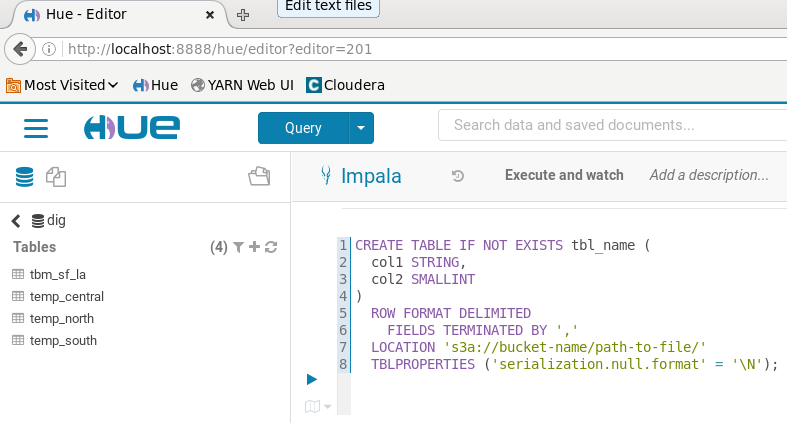 Edit text files
Hue - Editor
http://localhost:8888/hue/editor?editor=201
Most Visited Hue YARN Web UI Cloudera
HUE Query Search data and saved documents...
Impala Execute and watch Add a description...
dig
Tables (4)
tbm_sf_la
temp_central
temp_north
temp_south
1 CREATE TABLE IF NOT EXISTS tbl_name (
2 col1 STRING,
3 col2 SMALLINT
4 )
5 ROW FORMAT DELIMITED
6 FIELDS TERMINATED BY ','
7 LOCATION 's3a://bucket-name/path-to-file/'
8 TBLPROPERTIES ('serialization.null.format' = '\N');